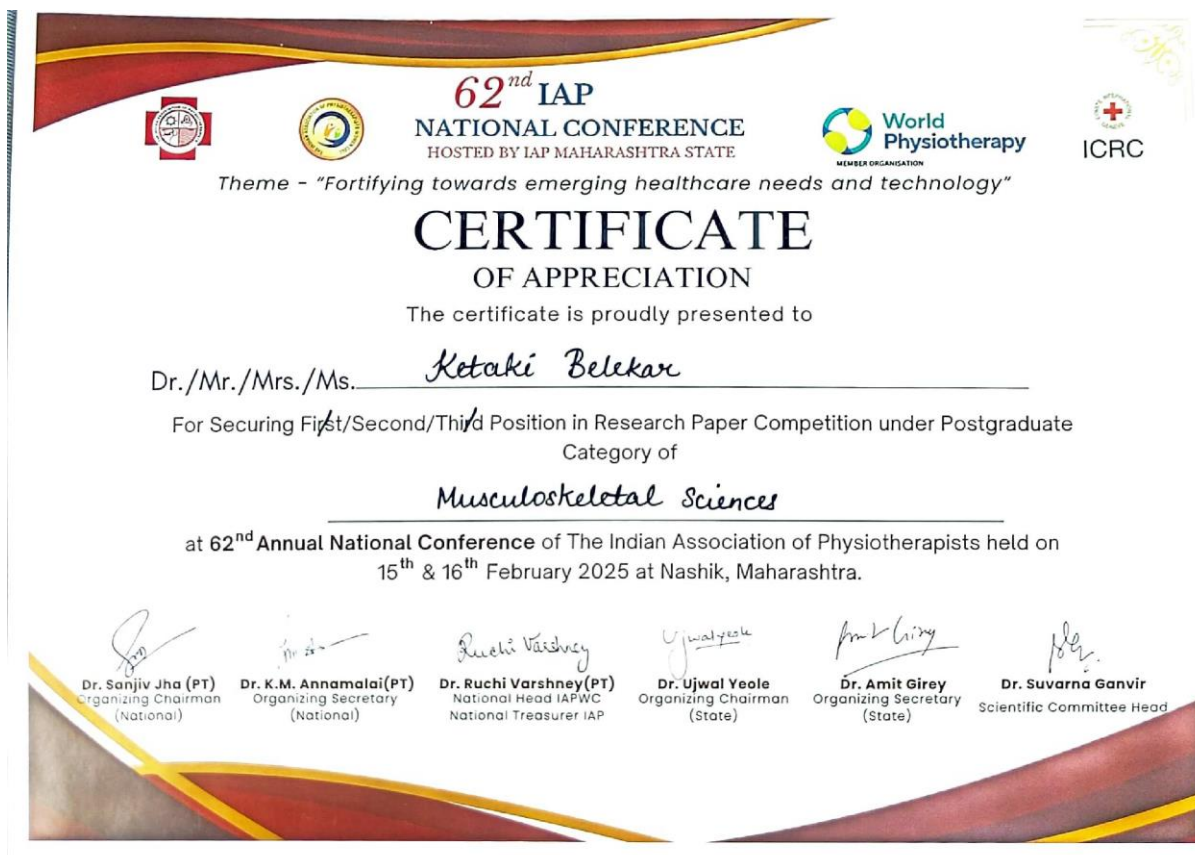 62nd IAP
NATIONAL CONFERENCE
HOSTED BY IAP MAHARASHTRA STATE
World
Physiotherapy
MEMBER ORGANISATION
ICRC
Theme - "Fortifying towards emerging healthcare needs and technology"
CERTIFICATE
OF APPRECIATION
The certificate is proudly presented to
Dr./Mr./Mrs./Ms. Ketaki Belekar
For Securing First/Second/Third Position in Research Paper Competition under Postgraduate
Category of
Musculoskeletal Sciences
at 62nd Annual National Conference of The Indian Association of Physiotherapists held on
15th & 16th February 2025 at Nashik, Maharashtra.
Ruchi Varshney
Ujwalyeole
Amit Girey
Dr. Sanjiv Jha (PT)
Organizing Chairman
(National)
Dr. K.M. Annamalai(PT)
Organizing Secretary
(National)
Dr. Ruchi Varshney(PT)
National Head IAPWC
National Treasurer IAP
Dr. Ujwal Yeole
Organizing Chairman
(State)
Dr. Amit Girey
Organizing Secretary
(State)
Dr. Suvarna Ganvir
Scientific Committee Head